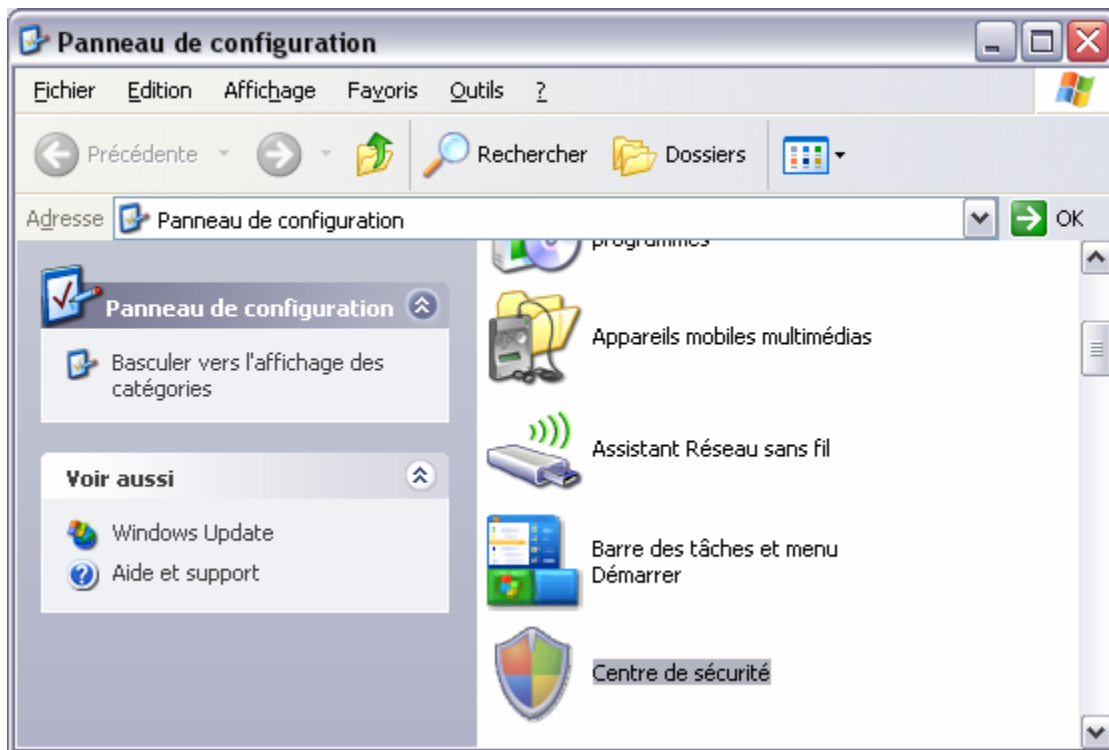 Panneau de configuration
Fichier Edition Affichage Favoris Outils ?
Précédente Rechercher Dossiers
Adresse Panneau de configuration OK
Panneau de configuration
Basculer vers l'affichage des
catégories
Voir aussi
Windows Update
Aide et support
programmes
Appareils mobiles multimédias
Assistant Réseau sans fil
Barre des tâches et menu
Démarrer
Centre de sécurité